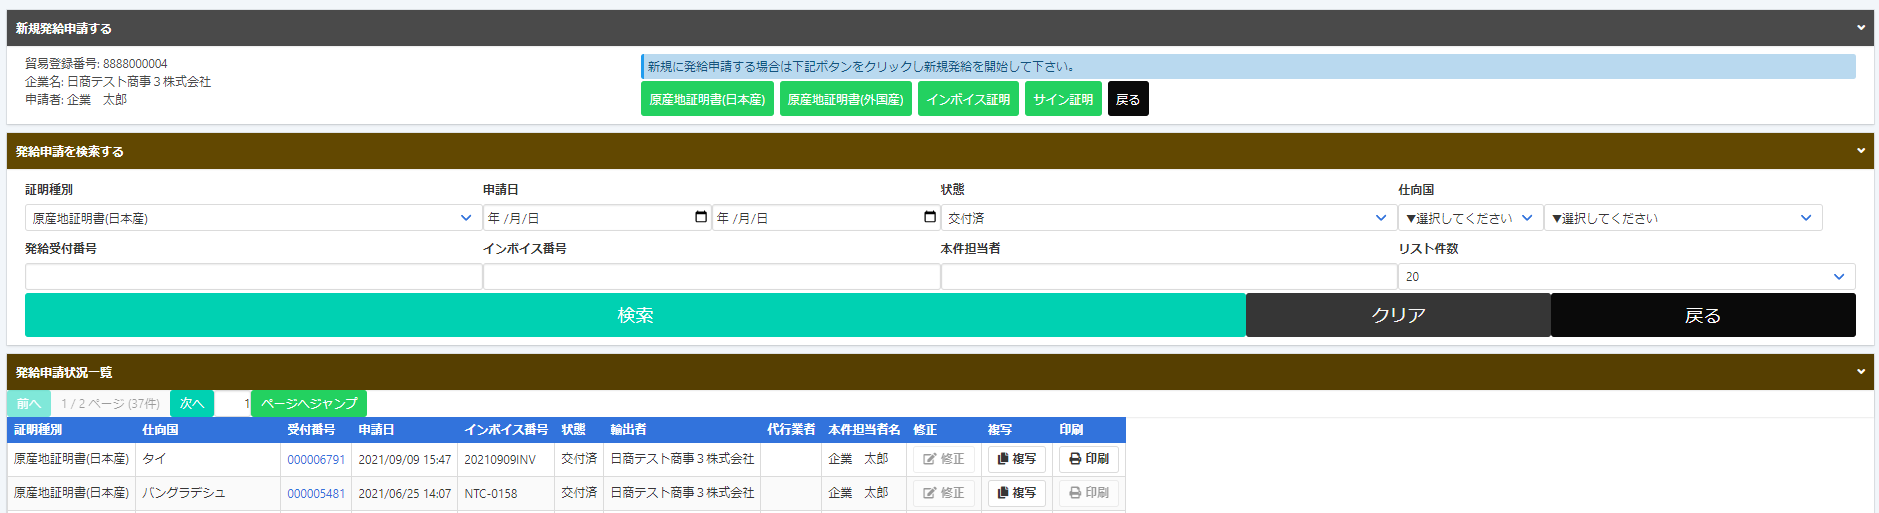 新規発給申請する
貿易登録番号: 8888000004
企業名: 日商テスト商事３株式会社
申請者: 企業　太郎
新規に発給申請する場合は下記ボタンをクリックし新規発給を開始して下さい。
原産地証明書(日本産) 原産地証明書(外国産) インボイス証明 サイン証明 戻る
発給申請を検索する
証明種別 申請日 状態 仕向国
原産地証明書(日本産) 年 /月/日 年 /月/日 交付済 ▼選択してください ▼選択してください
発給受付番号 インボイス番号 本件担当者 リスト件数
20
検索 クリア 戻る
発給申請状況一覧
前へ 1 / 2 ページ (37件) 次へ 1 ページへジャンプ
証明種別 仕向国 受付番号 申請日 インボイス番号 状態 輸出者 代行業者 本件担当者名 修正 複写 印刷
原産地証明書(日本産) タイ 000006791 2021/09/09 15:47 20210909INV 交付済 日商テスト商事３株式会社 企業　太郎 修正 複写 印刷
原産地証明書(日本産) バングラデシュ 000005481 2021/06/25 14:07 NTC-0158 交付済 日商テスト商事３株式会社 企業　太郎 修正 複写 印刷